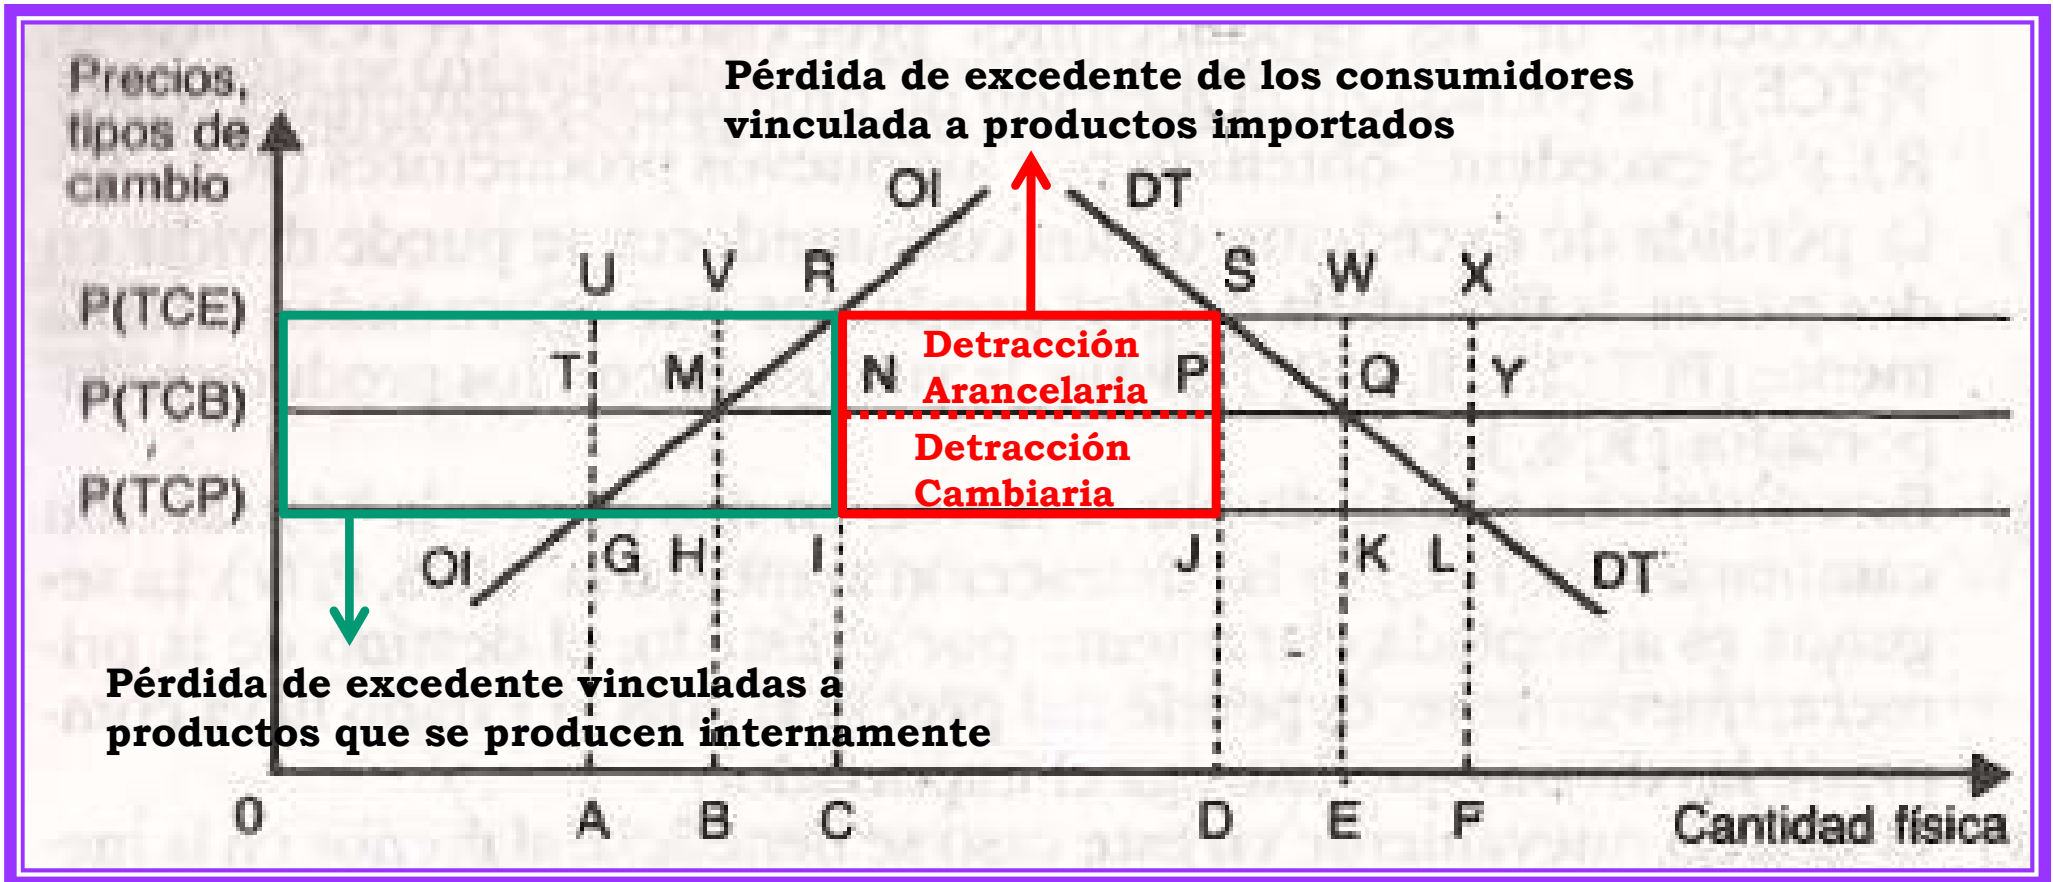 Precios,
tipos de
cambio
Pérdida de excedente de los consumidores
vinculada a productos importados
OI
DT
U
V
R
S
W
X
P(TCE)
Detracción
Arancelaria
T
M
N
P
Q
Y
P(TCB)
Detracción
Cambiaria
P(TCP)
OI
G
H
I
J
K
L
DT
Pérdida de excedente vinculadas a
productos que se producen internamente
0
A
B
C
D
E
F
Cantidad física